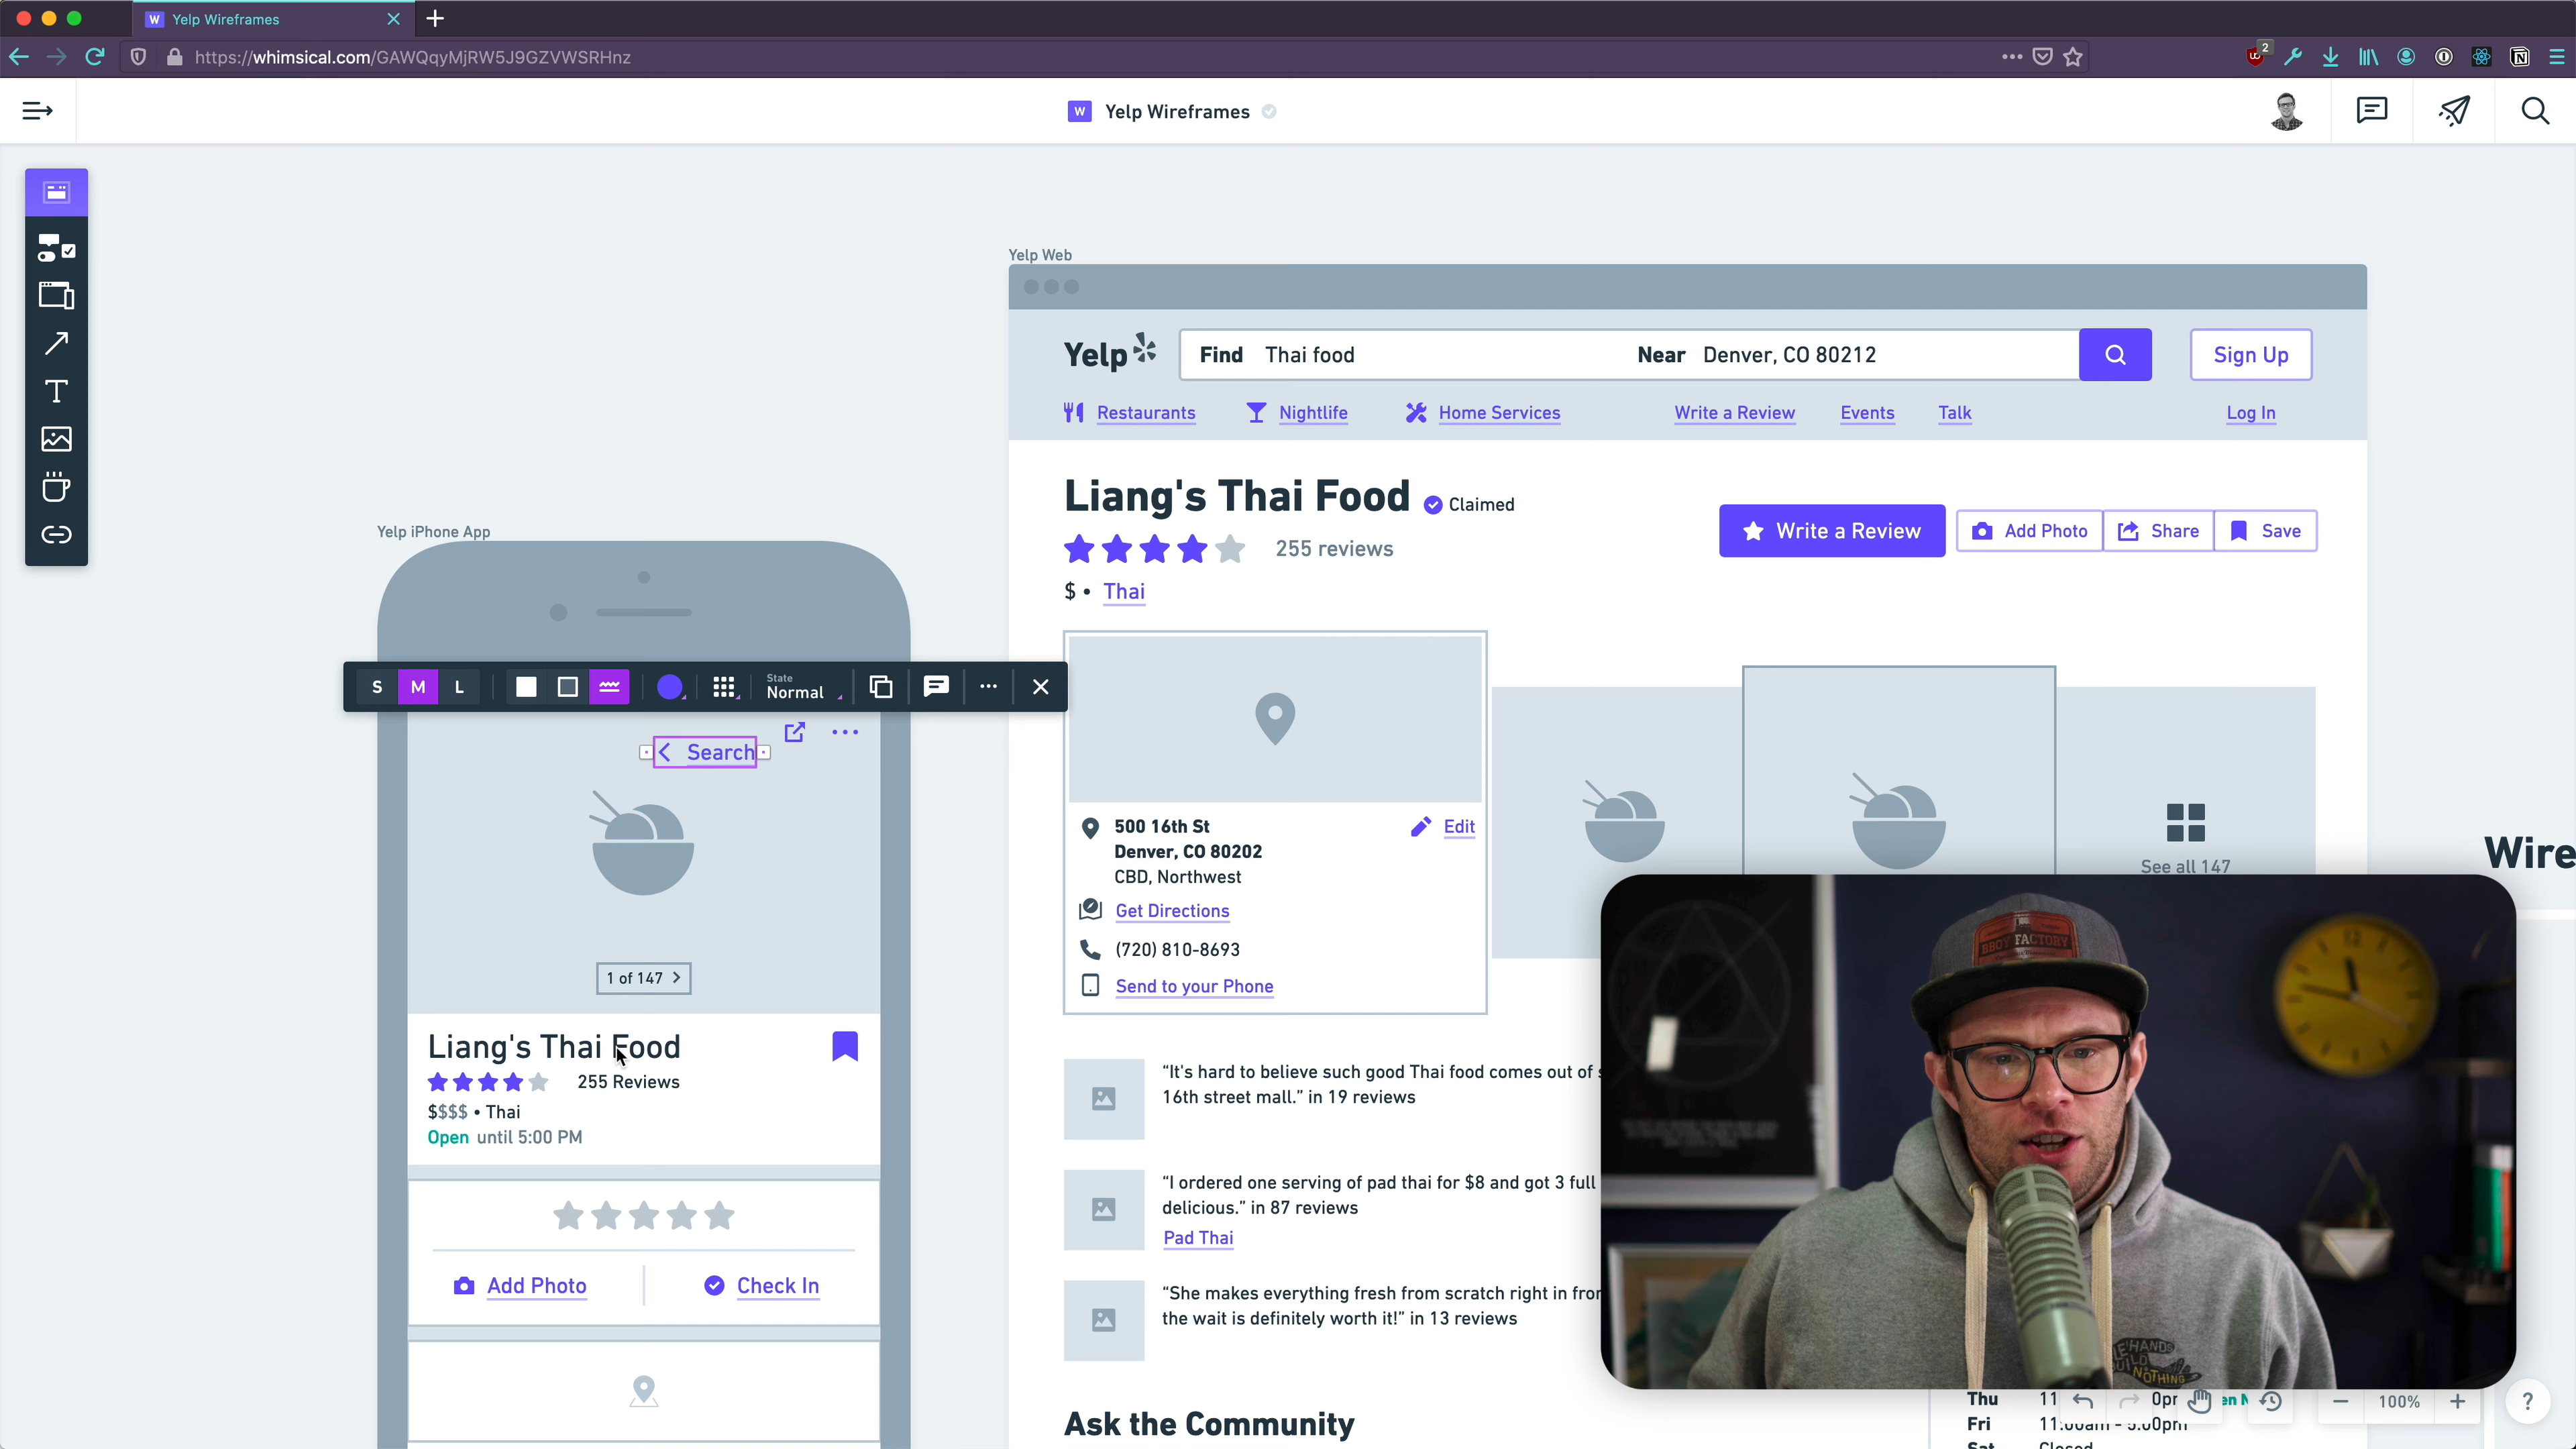 W Yelp Wireframes
https://whimsical.com/GAWQqyMjRW5J9GZVWSRHnz
2
W Yelp Wireframes
Yelp Web
Yelp
Find Thai food
Near Denver, CO 80212
Sign Up
Restaurants Nightlife Home Services Write a Review Events Talk Log In
Liang's Thai Food Claimed
Write a Review Add Photo Share Save
255 reviews
$ • Thai
500 16th St
Edit
Denver, CO 80202
CBD, Northwest
Get Directions
(720) 810-8693
Send to your Phone
See all 147
Wire
“It's hard to believe such good Thai food comes out of
16th street mall.” in 19 reviews
“I ordered one serving of pad thai for $8 and got 3 full
delicious.” in 87 reviews
Pad Thai
“She makes everything fresh from scratch right in
the wait is definitely worth it!” in 13 reviews
Ask the Community
Yelp iPhone App
S M L
State
Normal
Search
1 of 147
Liang's Thai Food
255 Reviews
$$$$ • Thai
Open until 5:00 PM
Add Photo Check In
BBOY FACTORY
NOTHING
Thu 11
Fri
100%
?